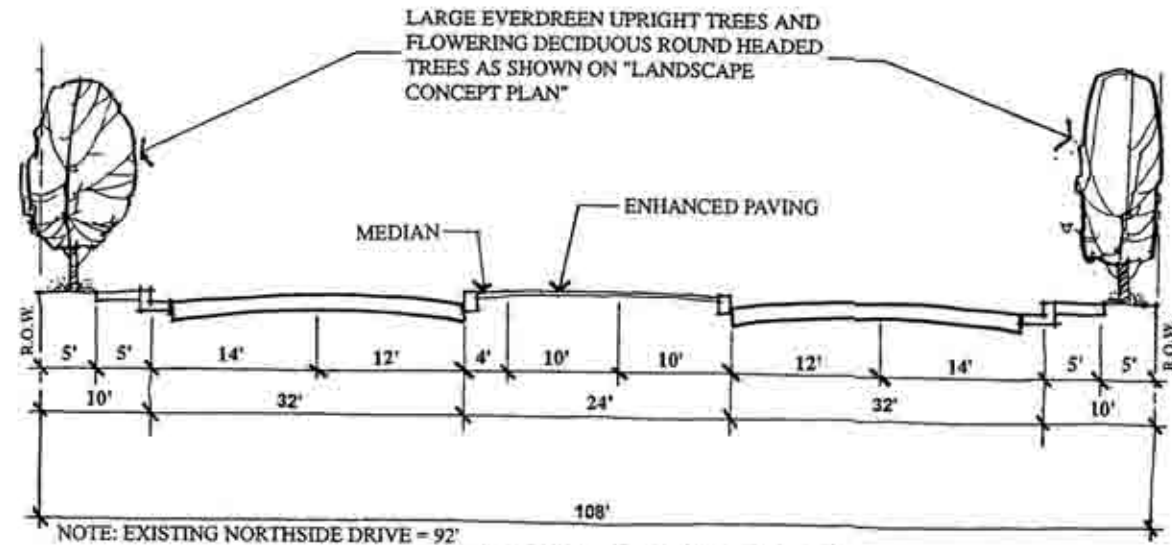 LARGE EVERDREEN UPRIGHT TREES AND
FLOWERING DECIDUOUS ROUND HEADED
TREES AS SHOWN ON "LANDSCAPE
CONCEPT PLAN"
ENHANCED PAVING
MEDIAN
R.O.W.
5' 5' 14' 12' 4' 10' 10' 12' 14' 5' 5'
R.O.W.
10' 32' 24' 32' 10'
108'
NOTE: EXISTING NORTHSIDE DRIVE = 92'